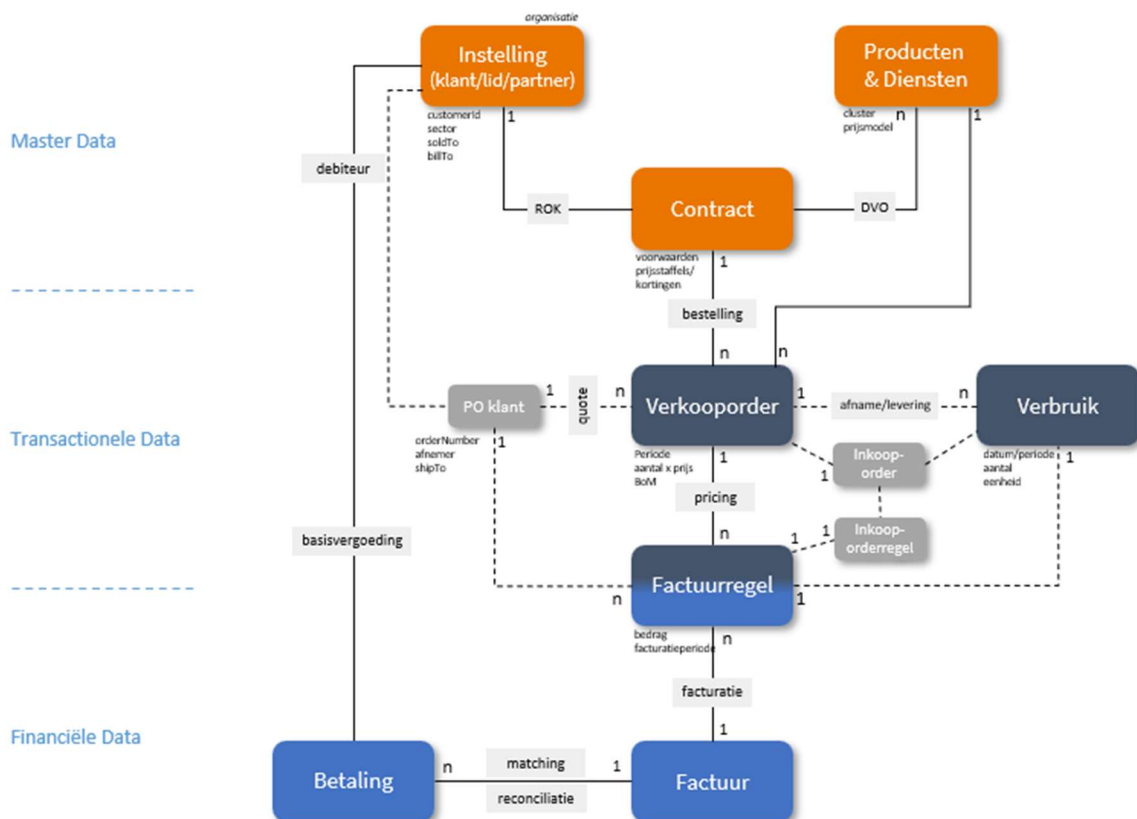 organisatie
Instelling
(klant/lid/partner)
Producten
& Diensten
customerId
sector
soldTo
billTo
1
cluster
prijsmodel
n
1
Master Data
debiteur
ROK
Contract
DVO
voorwaarden
prijsstaffels/
kortingen
1
bestelling
n
n
PO klant
1
quote
n
Verkooporder
1
afname/levering
n
Verbruik
Transactionele Data
orderNumber
afnemer
shipTo
1
Periode
aantal x prijs
BoM
1
1
Inkoop-
order
datum/periode
aantal
eenheid
1
pricing
basisvergoeding
n
1
1
Inkoop-
orderregel
n
Factuurregel
1
bedrag
facturatieperiode
n
facturatie
Financiële Data
1
Betaling
n
matching
reconciliatie
1
Factuur